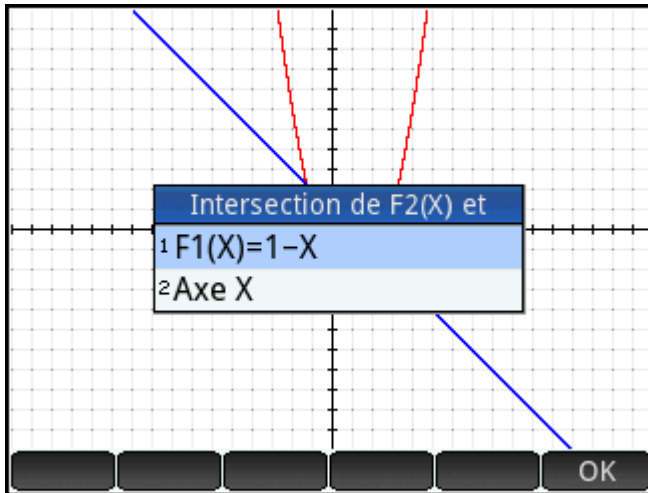 Intersection de F2(X) et
1 F1(X)=1−X
2 Axe X
OK